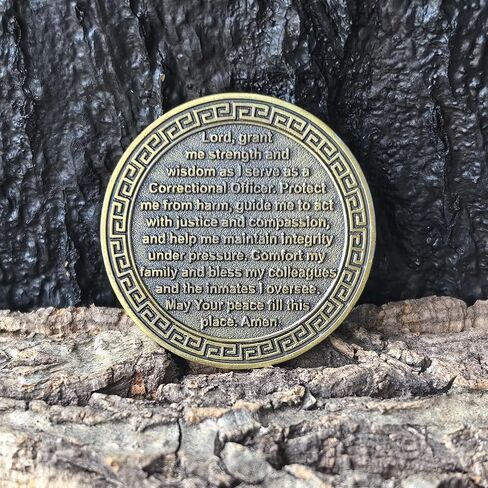 Lord, grant
me strength and
wisdom as I serve as a
Correctional Officer. Protect
me from harm, guide me to act
with justice and compassion,
and help me maintain integrity
under pressure. Comfort my
family and bless my colleagues
and the inmates I oversee.
May Your peace fill this
place. Amen.